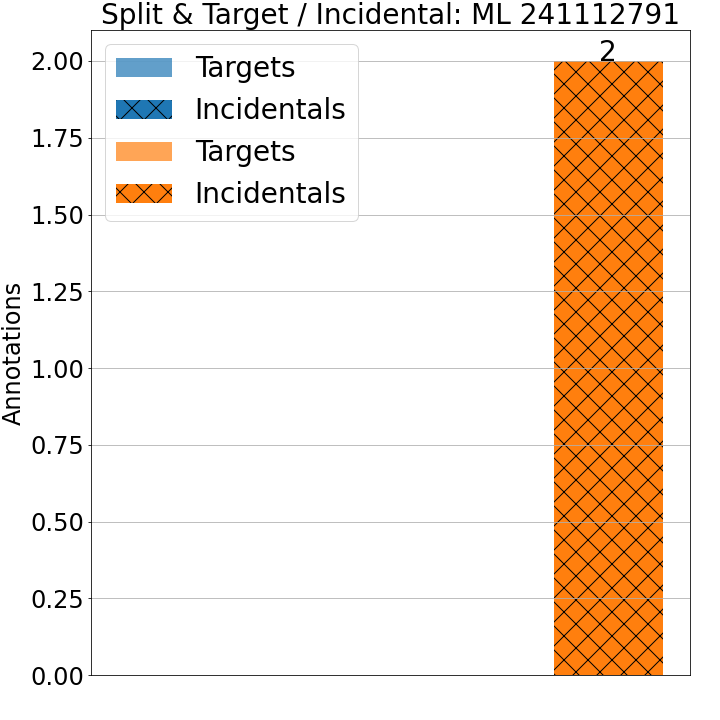 Split & Target / Incidental: ML 241112791
2
Targets
Incidentals
Targets
Incidentals
Annotations
2.00
1.75
1.50
1.25
1.00
0.75
0.50
0.25
0.00